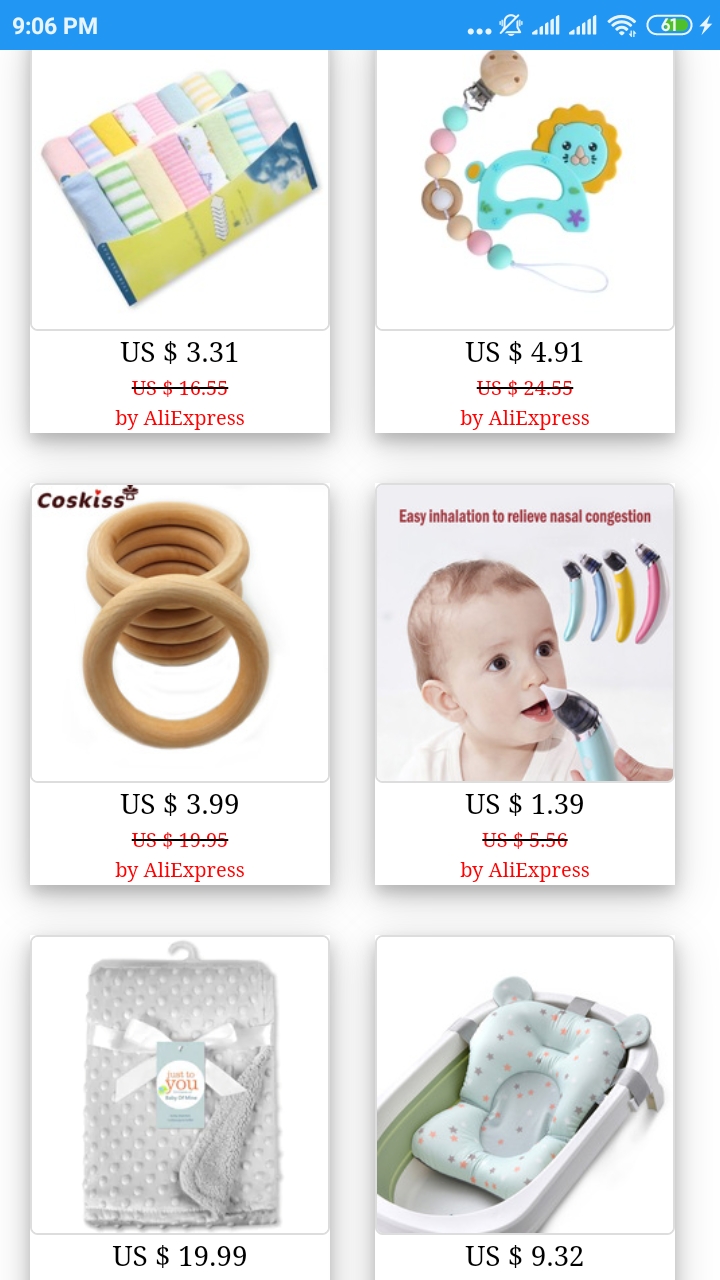 9:06 PM
61
US $ 3.31
US $ 16.55
by AliExpress
US $ 4.91
US $ 24.55
by AliExpress
Coskiss
US $ 3.99
US $ 19.95
by AliExpress
Easy inhalation to relieve nasal congestion
US $ 1.39
US $ 5.56
by AliExpress
just to
you
Baby Of Mine
US $ 19.99
US $ 9.32